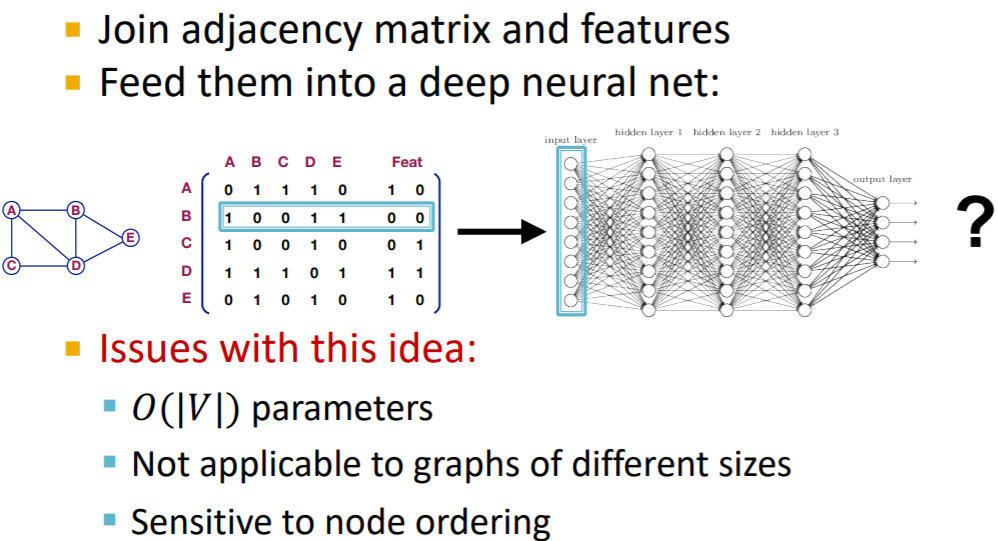 Join adjacency matrix and features
Feed them into a deep neural net:
A B C D E Feat
A 0 1 1 1 0 1 0
B 1 0 0 1 1 0 0
C 1 0 0 1 0 0 1
D 1 1 1 0 1 1 1
E 0 1 0 1 0 1 0
A B
E
C D
input layer
hidden layer 1 hidden layer 2 hidden layer 3
output layer
?
Issues with this idea:
O(|V|) parameters
Not applicable to graphs of different sizes
Sensitive to node ordering